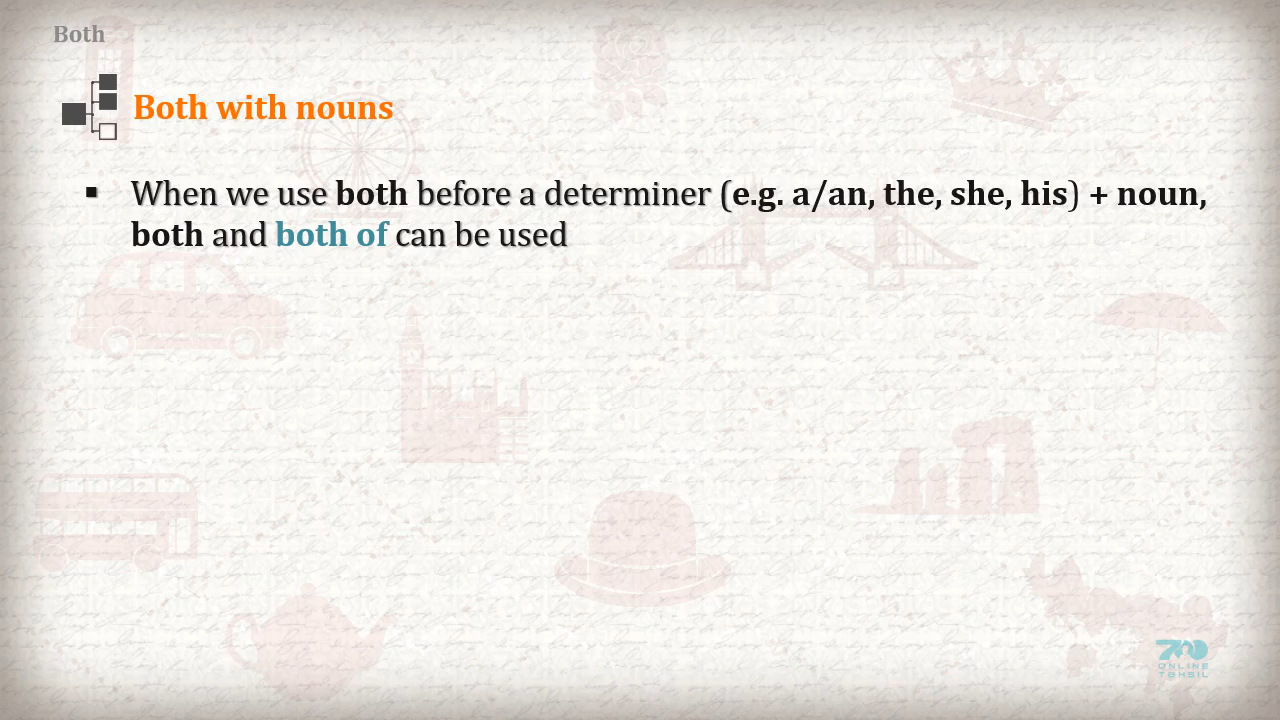 Both
Both with nouns
▪ When we use both before a determiner (e.g. a/an, the, she, his) + noun,
both and both of can be used
700
ONLINE
TəHSIL